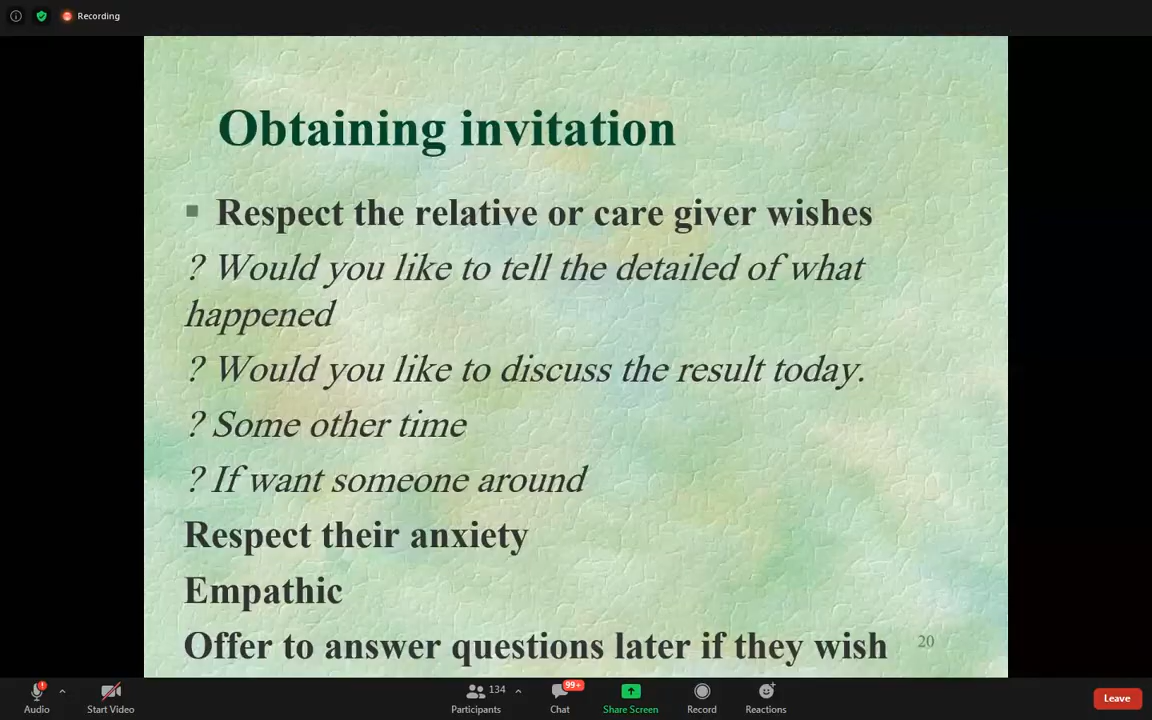 Recording
Obtaining invitation
Respect the relative or care giver wishes
? Would you like to tell the detailed of what
happened
? Would you like to discuss the result today.
? Some other time
? If want someone around
Respect their anxiety
Empathic
Offer to answer questions later if they wish
20
134
99+
Audio
Start Video
Participants
Chat
Share Screen
Record
Reactions
Leave